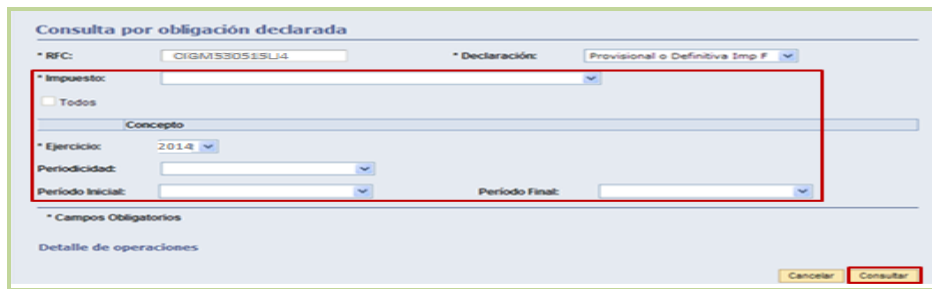 Consulta por obligación declarada
* RFC: CIGM530515LJ4 * Declaración: Provisional o Definitiva Imp F
* Impuesto:
Todos
Concepto
* Ejercicio: 2014
Periodicidad:
Período Inicial: Período Final:
* Campos Obligatorios
Detalle de operaciones
Cancelar Consultar